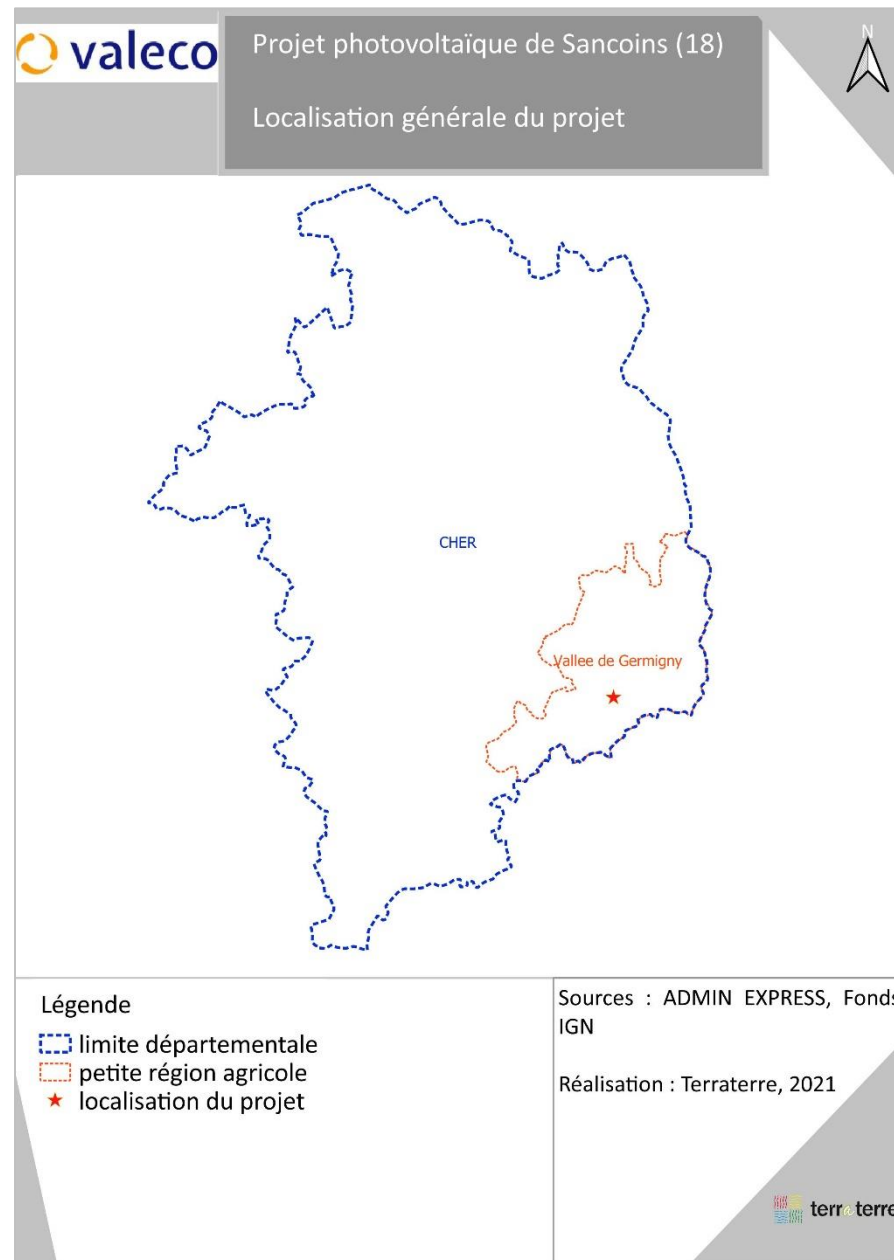 valeco
Projet photovoltaïque de Sancoins (18)
Localisation générale du projet
N
CHER
Vallee de Germigny
Légende
limite départementale
petite région agricole
localisation du projet
Sources : ADMIN EXPRESS, Fonds
IGN
Réalisation : Terraterre, 2021
terraterre